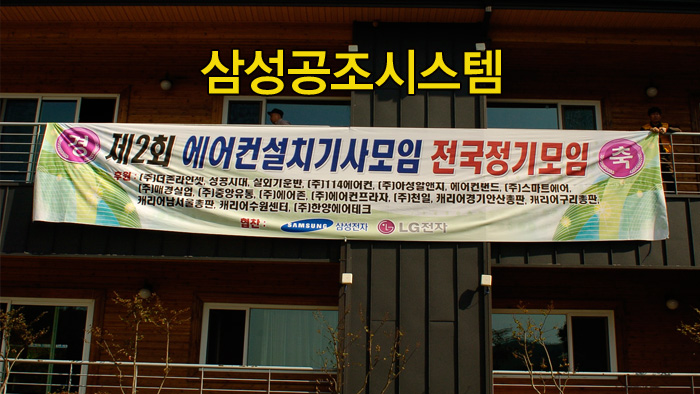 삼성공조시스템
경 제2회 에어컨설치기사모임 전국정기모임 축
후원 : (주)더존라인셋, 성공시대, 실외기운반, (주)114에어컨, (주)아성알앤지, 에어컨밴드, (주)스마트에어,
(주)매경실업, (주)중앙유통, (주)에어존, (주)에어컨프라자, (주)천일, 캐리어경기안산총판, 캐리어구리총판,
캐리어남서울총판, 캐리어수원센터, (주)한양에어테크
협찬 : SAMSUNG 삼성전자 LG전자